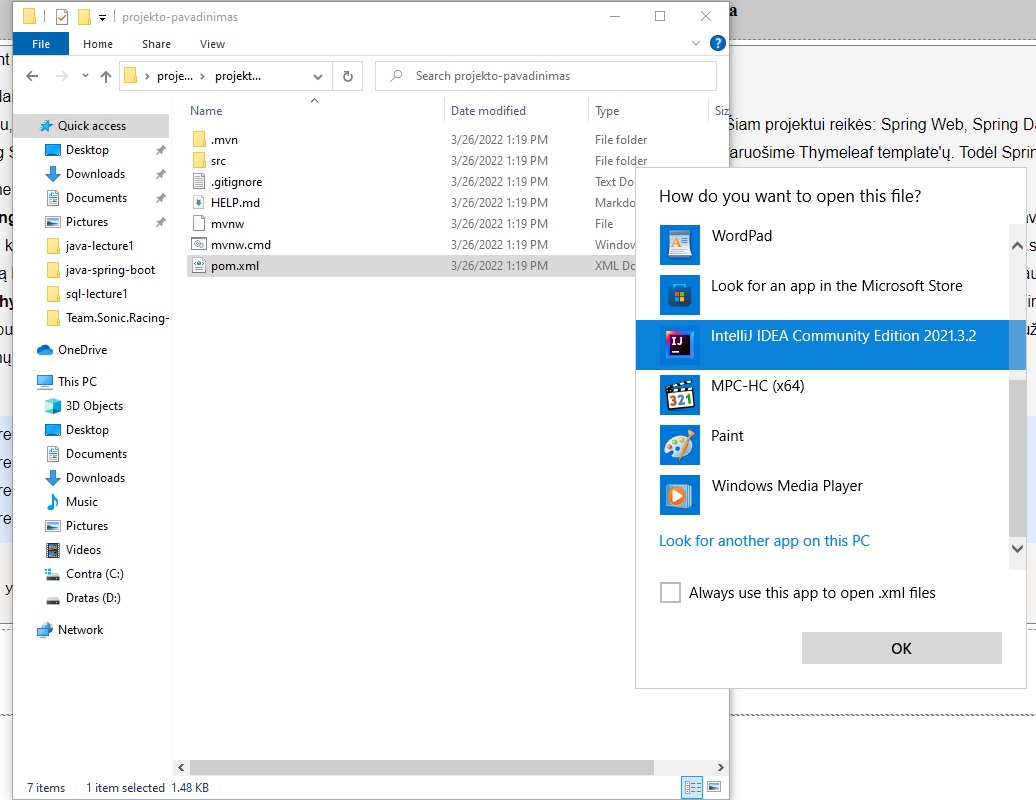 projekto-pavadinimas
a
File Home Share View
proje... projekt... Search projekto-pavadinimas
Name Date modified Type Siz
Quick access
Desktop
Downloads
Documents
Pictures
java-lecture1
java-spring-boot
sql-lecture1
Team.Sonic.Racing-
OneDrive
This PC
3D Objects
Desktop
Documents
Downloads
Music
Pictures
Videos
Contra (C:)
Dratas (D:)
Network
.mvn 3/26/2022 1:19 PM File folder
src 3/26/2022 1:19 PM File folder
.gitignore 3/26/2022 1:19 PM Text Do
HELP.md 3/26/2022 1:19 PM Markdo
mvnw 3/26/2022 1:19 PM File
mvnw.cmd 3/26/2022 1:19 PM Window
pom.xml 3/26/2022 1:19 PM XML Do
7 items 1 item selected 1.48 KB
Šiam projektui reikės: Spring Web, Spring Da
aruošime Thymeleaf template'ų. Todėl Sprin
How do you want to open this file?
WordPad
Look for an app in the Microsoft Store
IntelliJ IDEA Community Edition 2021.3.2
MPC-HC (x64)
Paint
Windows Media Player
Look for another app on this PC
Always use this app to open .xml files
OK